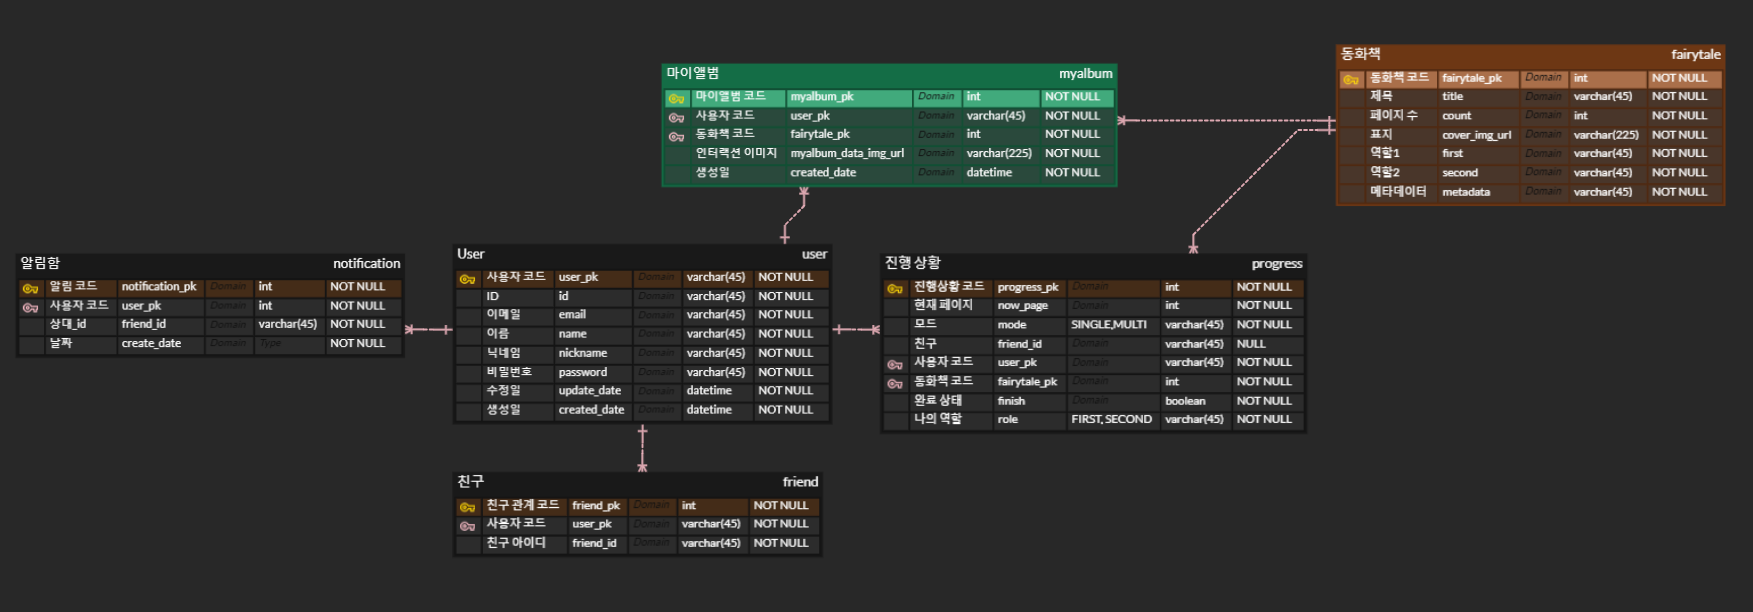 마이앨범 myalbum
마이앨범 코드 myalbum_pk Domain int NOT NULL
사용자 코드 user_pk Domain varchar(45) NOT NULL
동화책 코드 fairytale_pk Domain int NOT NULL
인터랙션 이미지 myalbum_data_img_url Domain varchar(225) NOT NULL
생성일 created_date Domain datetime NOT NULL
동화책 fairytale
동화책 코드 fairytale_pk Domain int NOT NULL
제목 title Domain varchar(45) NOT NULL
페이지 수 count Domain int NOT NULL
표지 cover_img_url Domain varchar(225) NOT NULL
역할1 first Domain varchar(45) NOT NULL
역할2 second Domain varchar(45) NOT NULL
메타데이터 metadata Domain varchar(45) NOT NULL
알림함 notification
알림 코드 notification_pk Domain int NOT NULL
사용자 코드 user_pk Domain int NOT NULL
상대_id friend_id Domain varchar(45) NOT NULL
날짜 create_date Domain Type NOT NULL
User user
사용자 코드 user_pk Domain varchar(45) NOT NULL
ID id Domain varchar(45) NOT NULL
이메일 email Domain varchar(45) NOT NULL
이름 name Domain varchar(45) NOT NULL
닉네임 nickname Domain varchar(45) NOT NULL
비밀번호 password Domain varchar(45) NOT NULL
수정일 update_date Domain datetime NOT NULL
생성일 created_date Domain datetime NOT NULL
진행 상황 progress
진행상황 코드 progress_pk Domain int NOT NULL
현재 페이지 now_page Domain int NOT NULL
모드 mode SINGLE,MULTI varchar(45) NOT NULL
친구 friend_id Domain varchar(45) NULL
사용자 코드 user_pk Domain varchar(45) NOT NULL
동화책 코드 fairytale_pk Domain int NOT NULL
완료 상태 finish Domain boolean NOT NULL
나의 역할 role FIRST, SECOND varchar(45) NOT NULL
친구 friend
친구 관계 코드 friend_pk Domain int NOT NULL
사용자 코드 user_pk Domain varchar(45) NOT NULL
친구 아이디 friend_id Domain varchar(45) NOT NULL